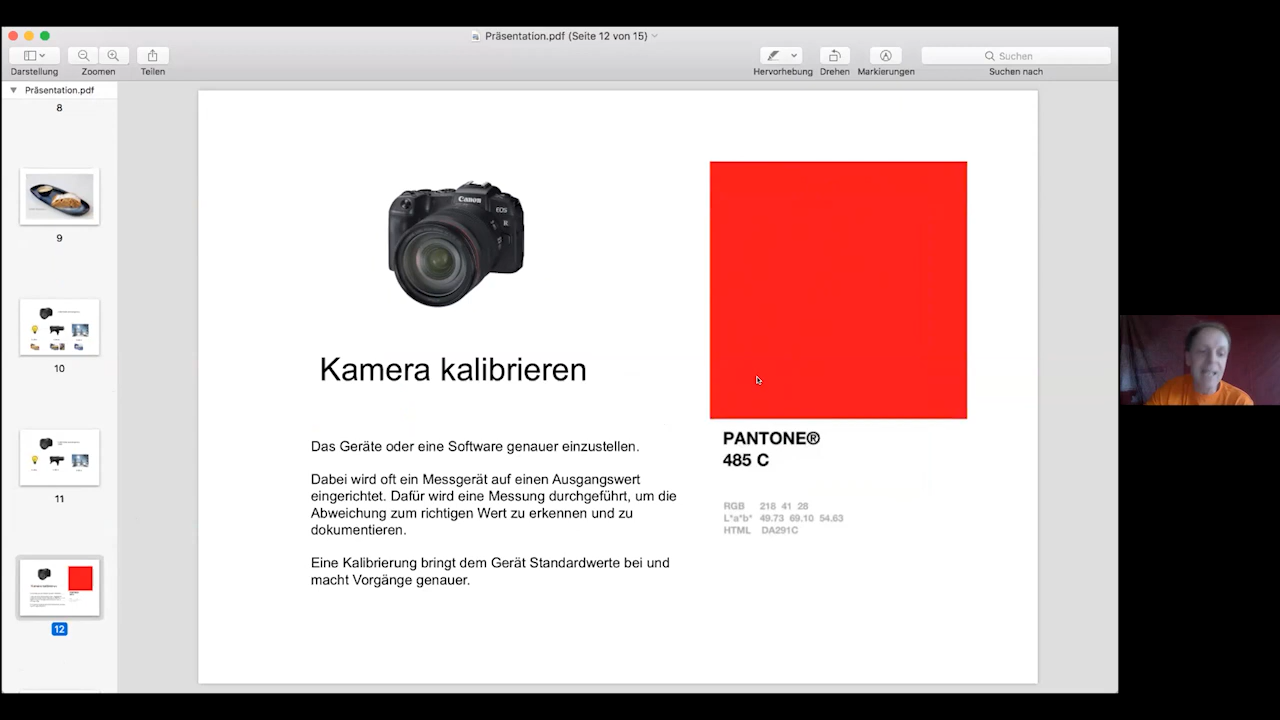 Präsentation.pdf (Seite 12 von 15)
Darstellung
Zoomen
Teilen
Hervorhebung
Drehen
Markierungen
Suchen
Suchen nach
Präsentation.pdf
8
9
10
11
12
Canon
EOS
R
Kamera kalibrieren
Das Geräte oder eine Software genauer einzustellen.
Dabei wird oft ein Messgerät auf einen Ausgangswert
eingerichtet. Dafür wird eine Messung durchgeführt, um die
Abweichung zum richtigen Wert zu erkennen und zu
dokumentieren.
Eine Kalibrierung bringt dem Gerät Standardwerte bei und
macht Vorgänge genauer.
PANTONE®
485 C
RGB 218 41 28
L*a*b* 49.73 69.10 54.63
HTML DA291C